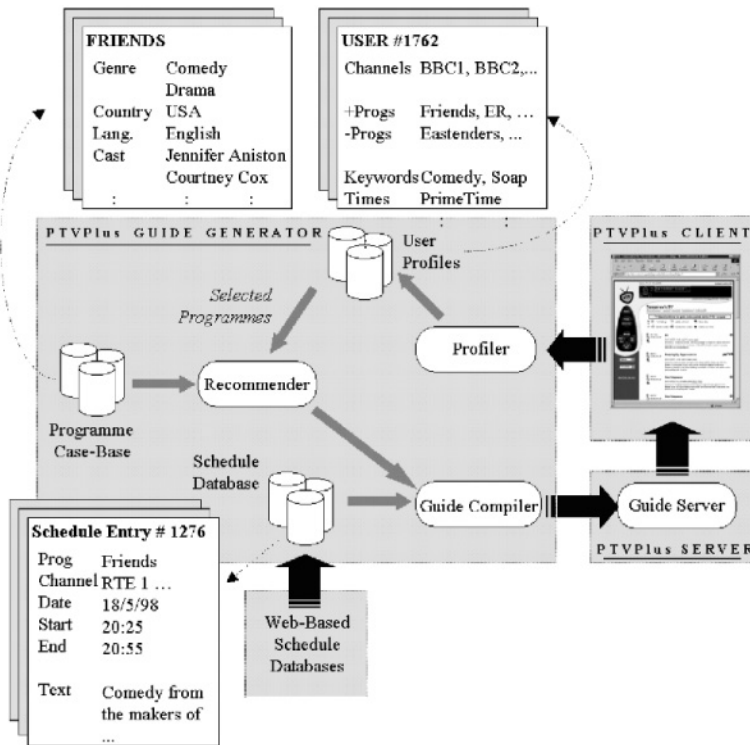 FRIENDS
Genre Comedy
Drama
Country USA
Lang. English
Cast Jennifer Aniston
Courtney Cox
: : :
USER #1762
Channels BBC1, BBC2,...
+Progs Friends, ER, ...
-Progs Eastenders, ...
Keywords Comedy, Soap
Times PrimeTime
: :
PTVPlus GUIDE GENERATOR
User
Profiles
Selected
Programmes
Profiler
Recommender
Programme
Case-Base
Schedule
Database
Guide Compiler
PTVPlus CLIENT
Guide Server
PTVPlus SERVER
Web-Based
Schedule
Databases
Schedule Entry # 1276
Prog Friends
Channel RTE 1 ...
Date 18/5/98
Start 20:25
End 20:55
Text Comedy from
the makers of
...